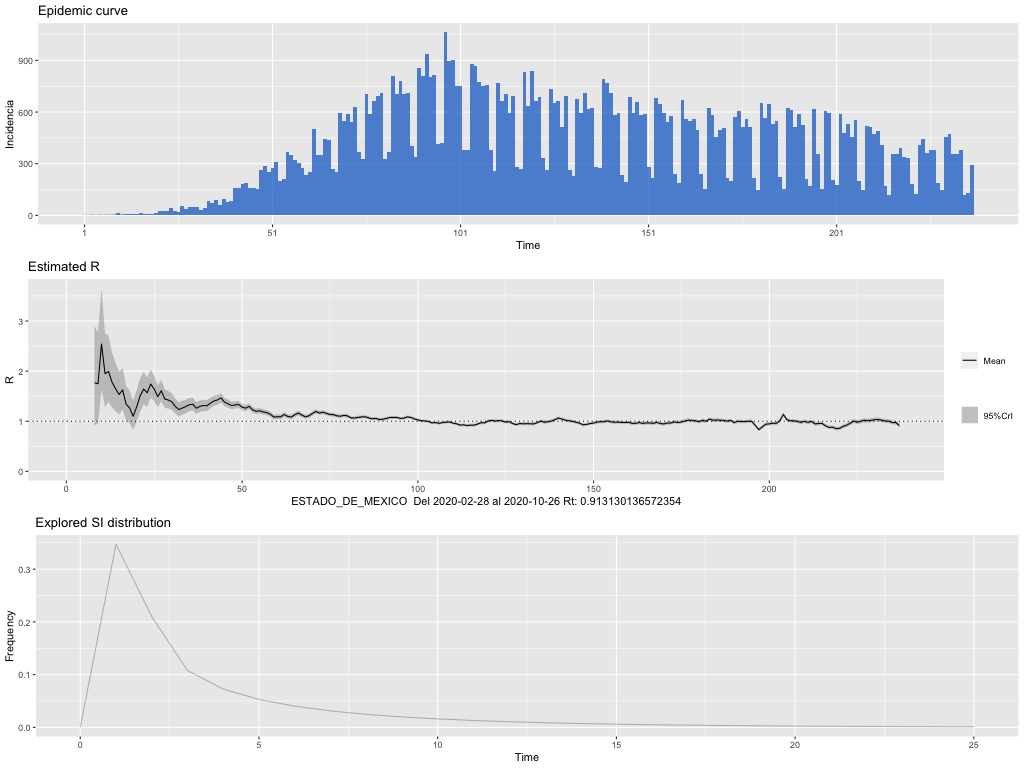 Epidemic curve
Incidencia
900
600
300
0
1
51
101
151
201
Time
Estimated R
R
3
2
1
0
0
50
100
150
200
Mean
95%CrI
ESTADO_DE_MEXICO  Del 2020-02-28 al 2020-10-26 Rt: 0.913130136572354
Explored SI distribution
Frequency
0.3
0.2
0.1
0.0
0
5
10
15
20
25
Time